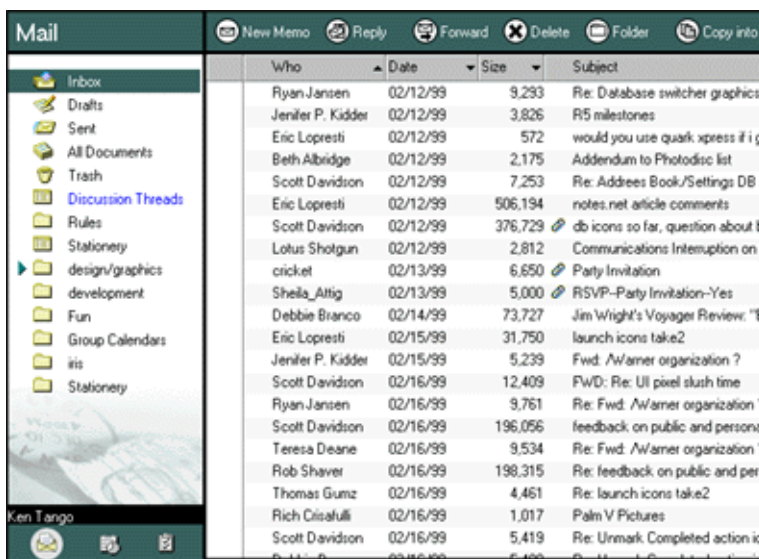 Mail
New Memo Reply Forward Delete Folder Copy into
Who Date Size Subject
Inbox
Drafts
Sent
All Documents
Trash
Discussion Threads
Rules
Stationery
design/graphics
development
Fun
Group Calendars
iris
Stationery
Ken Tango
Ryan Jansen 02/12/99 9,293 Re: Database switcher graphics
Jenifer P. Kidder 02/12/99 3,826 R5 milestones
Eric Lopresti 02/12/99 572 would you use quark xpress if i g
Beth Albridge 02/12/99 2,175 Addendum to Photodisc list
Scott Davidson 02/12/99 7,253 Re: Addrees Book/Settings DB
Eric Lopresti 02/12/99 506,194 notes.net article comments
Scott Davidson 02/12/99 376,729 db icons so far, question about b
Lotus Shotgun 02/12/99 2,812 Communications Interruption on
cricket 02/13/99 6,650 Party Invitation
Sheila_Attig 02/13/99 5,000 RSVP--Party Invitation--Yes
Debbie Branco 02/14/99 73,727 Jim Wright's Voyager Review: "E
Eric Lopresti 02/15/99 31,750 launch icons take2
Jenifer P. Kidder 02/15/99 5,239 Fwd: /Warner organization ?
Scott Davidson 02/16/99 12,409 FWD: Re: UI pixel slush time
Ryan Jansen 02/16/99 9,761 Re: Fwd: /Warner organization ?
Scott Davidson 02/16/99 196,056 feedback on public and persona
Teresa Deane 02/16/99 9,534 Re: Fwd: /Warner organization ?
Rob Shaver 02/16/99 198,315 Re: feedback on public and per
Thomas Gumz 02/16/99 4,461 Re: launch icons take2
Rich Crisafulli 02/16/99 1,017 Palm V Pictures
Scott Davidson 02/16/99 5,419 Re: Unmark Completed action ic